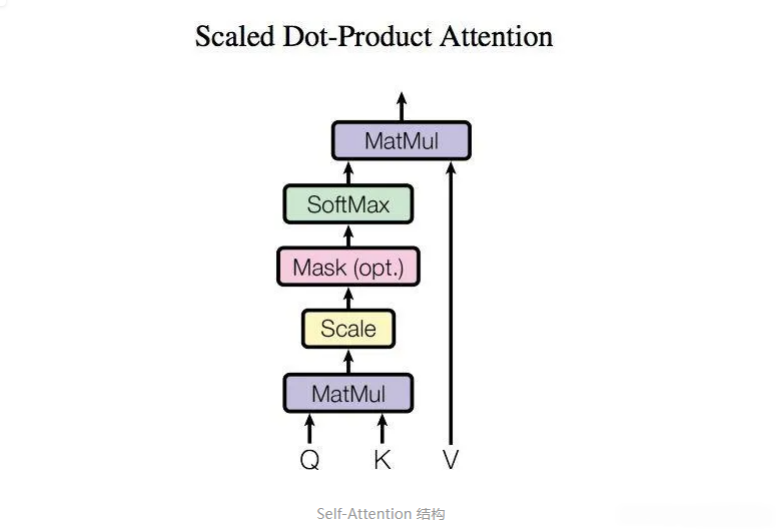 Scaled Dot-Product Attention
MatMul
SoftMax
Mask (opt.)
Scale
MatMul
Q K V
Self-Attention 结构